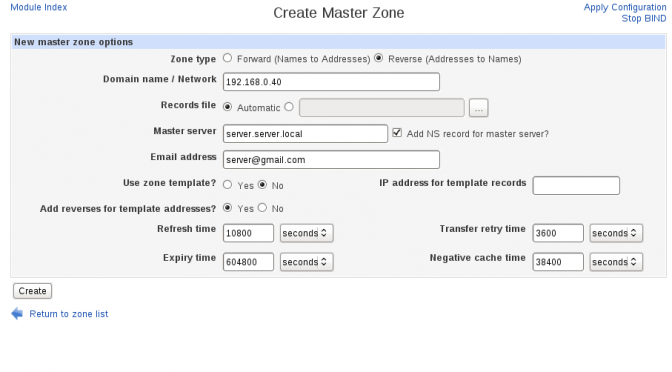 Module Index
Create Master Zone
Apply Configuration
Stop BIND
New master zone options
Zone type Forward (Names to Addresses) Reverse (Addresses to Names)
Domain name / Network 192.168.0.40
Records file Automatic ...
Master server server.server.local Add NS record for master server?
Email address server@gmail.com
Use zone template? Yes No IP address for template records
Add reverses for template addresses? Yes No
Refresh time 10800 seconds Transfer retry time 3600 seconds
Expiry time 604800 seconds Negative cache time 38400 seconds
Create
Return to zone list